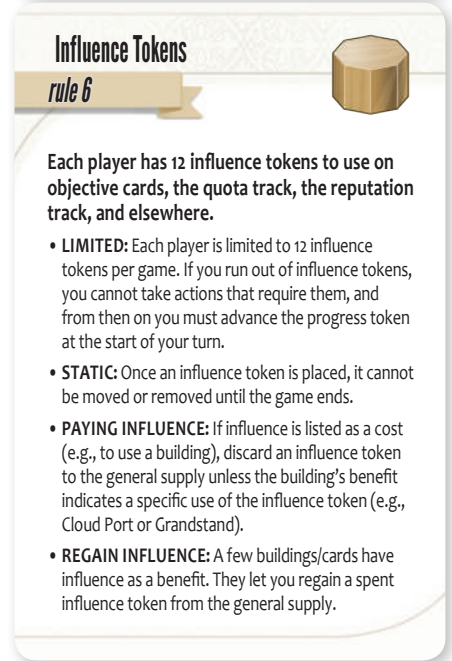 Influence Tokens
rule 6
Each player has 12 influence tokens to use on
objective cards, the quota track, the reputation
track, and elsewhere.
• LIMITED: Each player is limited to 12 influence
tokens per game. If you run out of influence tokens,
you cannot take actions that require them, and
from then on you must advance the progress token
at the start of your turn.
• STATIC: Once an influence token is placed, it cannot
be moved or removed until the game ends.
• PAYING INFLUENCE: If influence is listed as a cost
(e.g., to use a building), discard an influence token
to the general supply unless the building's benefit
indicates a specific use of the influence token (e.g.,
Cloud Port or Grandstand).
• REGAIN INFLUENCE: A few buildings/cards have
influence as a benefit. They let you regain a spent
influence token from the general supply.